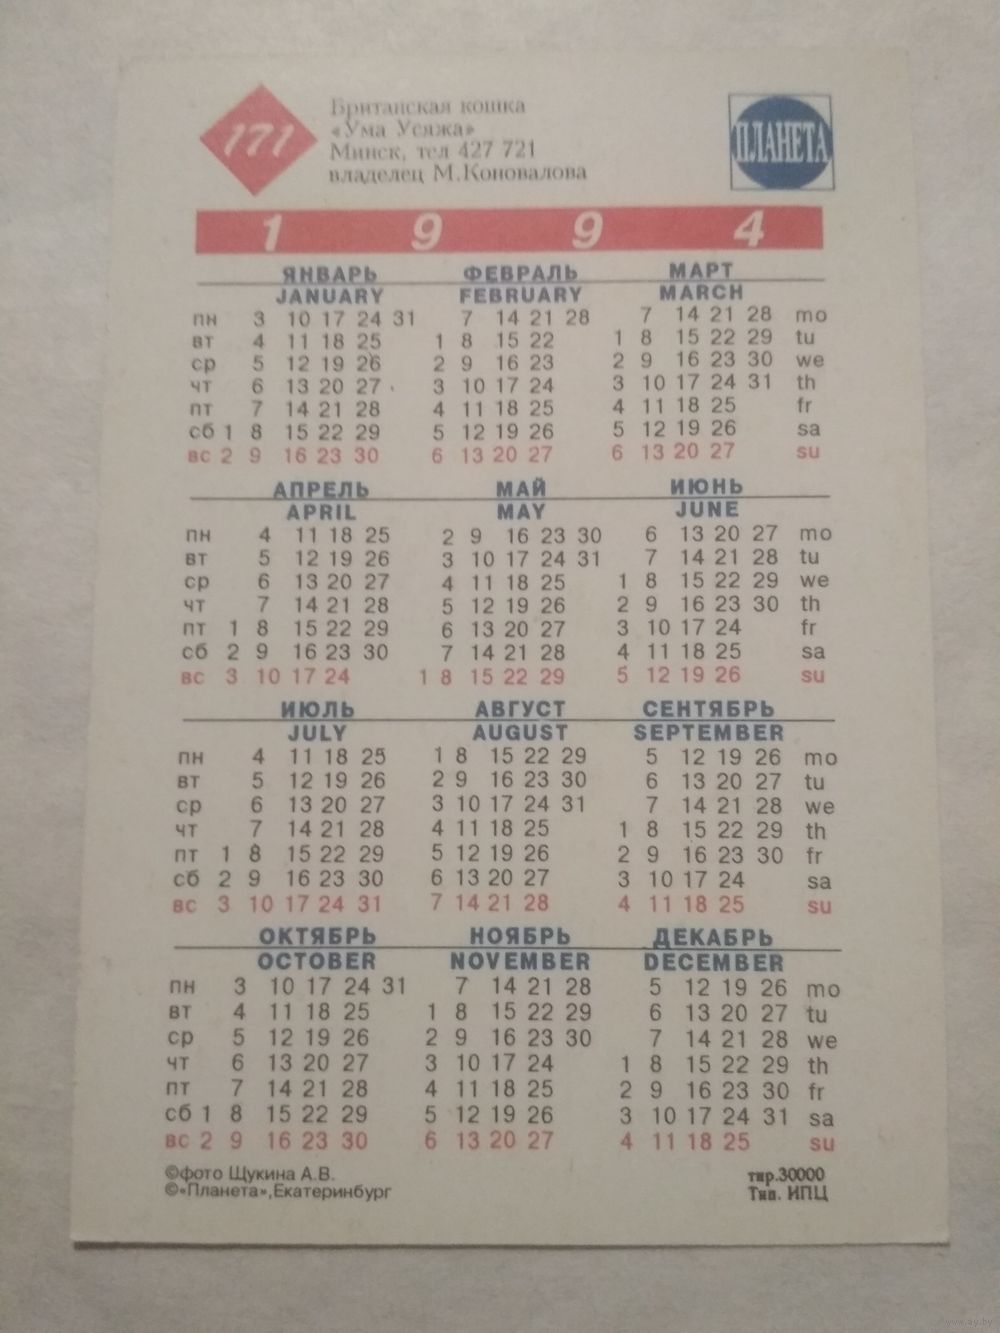 171
Британская кошка
«Ума Усяжа»
Минск, тел 427 721
владелец М.Коновалова
ПЛАНЕТА
1 9 9 4
ЯНВАРЬ ФЕВРАЛЬ МАРТ
JANUARY FEBRUARY MARCH
пн 3 10 17 24 31 7 14 21 28 7 14 21 28 mo
вт 4 11 18 25 1 8 15 22 1 8 15 22 29 tu
ср 5 12 19 26 2 9 16 23 2 9 16 23 30 we
чт 6 13 20 27 3 10 17 24 3 10 17 24 31 th
пт 7 14 21 28 4 11 18 25 4 11 18 25 fr
сб 1 8 15 22 29 5 12 19 26 5 12 19 26 sa
вс 2 9 16 23 30 6 13 20 27 6 13 20 27 su
АПРЕЛЬ МАЙ ИЮНЬ
APRIL MAY JUNE
пн 4 11 18 25 2 9 16 23 30 6 13 20 27 mo
вт 5 12 19 26 3 10 17 24 31 7 14 21 28 tu
ср 6 13 20 27 4 11 18 25 1 8 15 22 29 we
чт 7 14 21 28 5 12 19 26 2 9 16 23 30 th
пт 1 8 15 22 29 6 13 20 27 3 10 17 24 fr
сб 2 9 16 23 30 7 14 21 28 4 11 18 25 sa
вс 3 10 17 24 1 8 15 22 29 5 12 19 26 su
ИЮЛЬ АВГУСТ СЕНТЯБРЬ
JULY AUGUST SEPTEMBER
пн 4 11 18 25 1 8 15 22 29 5 12 19 26 mo
вт 5 12 19 26 2 9 16 23 30 6 13 20 27 tu
ср 6 13 20 27 3 10 17 24 31 7 14 21 28 we
чт 7 14 21 28 4 11 18 25 1 8 15 22 29 th
пт 1 8 15 22 29 5 12 19 26 2 9 16 23 30 fr
сб 2 9 16 23 30 6 13 20 27 3 10 17 24 sa
вс 3 10 17 24 31 7 14 21 28 4 11 18 25 su
ОКТЯБРЬ НОЯБРЬ ДЕКАБРЬ
OCTOBER NOVEMBER DECEMBER
пн 3 10 17 24 31 7 14 21 28 5 12 19 26 mo
вт 4 11 18 25 1 8 15 22 29 6 13 20 27 tu
ср 5 12 19 26 2 9 16 23 30 7 14 21 28 we
чт 6 13 20 27 3 10 17 24 1 8 15 22 29 th
пт 7 14 21 28 4 11 18 25 2 9 16 23 30 fr
сб 1 8 15 22 29 5 12 19 26 3 10 17 24 31 sa
вс 2 9 16 23 30 6 13 20 27 4 11 18 25 su
©фото Щукина А.В. тир.30000
©«Планета»,Екатеринбург Тип. ИПЦ
www.ay.by